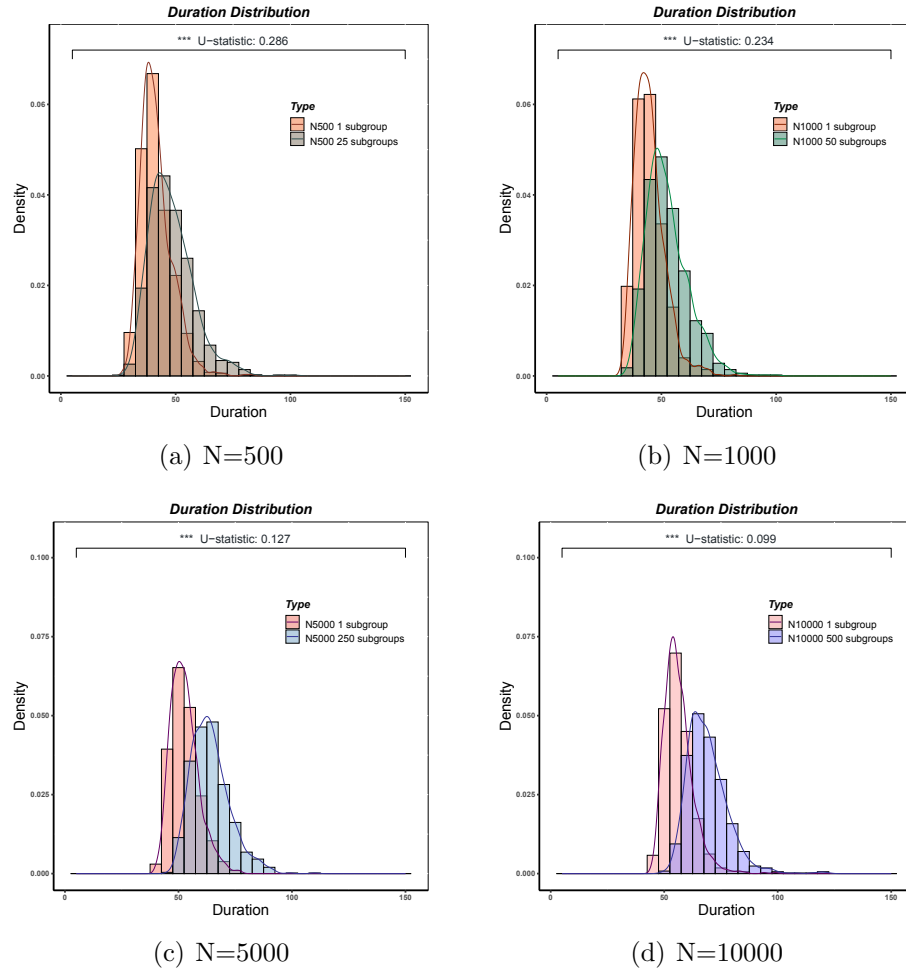 Duration Distribution
*** U−statistic: 0.286
Type
N500 1 subgroup
N500 25 subgroups
0.06
0.04
0.02
0.00
Density
0
50
100
150
Duration
(a) N=500
Duration Distribution
*** U−statistic: 0.234
Type
N1000 1 subgroup
N1000 50 subgroups
0.06
0.04
0.02
0.00
Density
0
50
100
150
Duration
(b) N=1000
Duration Distribution
*** U−statistic: 0.127
Type
N5000 1 subgroup
N5000 250 subgroups
0.100
0.075
0.050
0.025
0.000
Density
0
50
100
150
Duration
(c) N=5000
Duration Distribution
*** U−statistic: 0.099
Type
N10000 1 subgroup
N10000 500 subgroups
0.100
0.075
0.050
0.025
0.000
Density
0
50
100
150
Duration
(d) N=10000